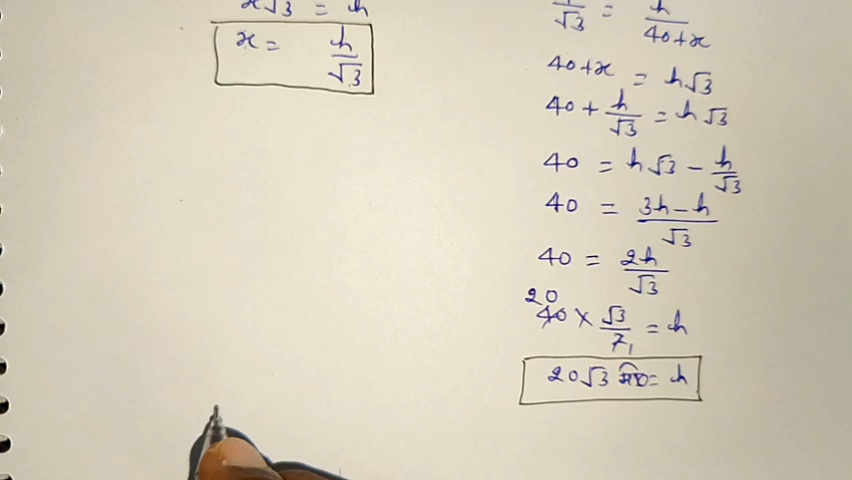 x√3 = h
x = h/√3
1/√3 = h/40+x
40+x = h√3
40 + h/√3 = h√3
40 = h√3 − h/√3
40 = 3h−h/√3
40 = 2h/√3
20
40 × √3/2 1 = h
20√3 मी० = h